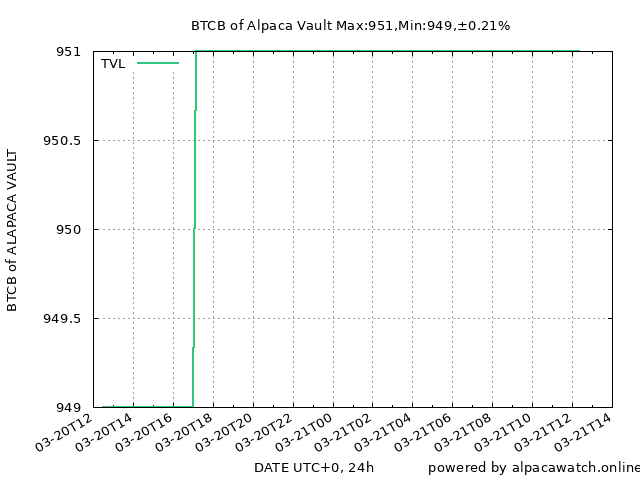 BTCB of Alpaca Vault Max:951,Min:949,±0.21%
TVL
951
950.5
950
949.5
949
BTCB of ALAPACA VAULT
03-20T12
03-20T14
03-20T16
03-20T18
03-20T20
03-20T22
03-21T00
03-21T02
03-21T04
03-21T06
03-21T08
03-21T10
03-21T12
03-21T14
DATE UTC+0, 24h
powered by alpacawatch.online